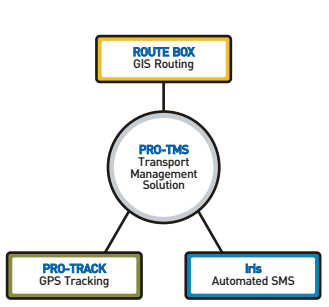 ROUTE BOX
GIS Routing
PRO-TMS
Transport
Management
Solution
PRO-TRACK
GPS Tracking
Iris
Automated SMS